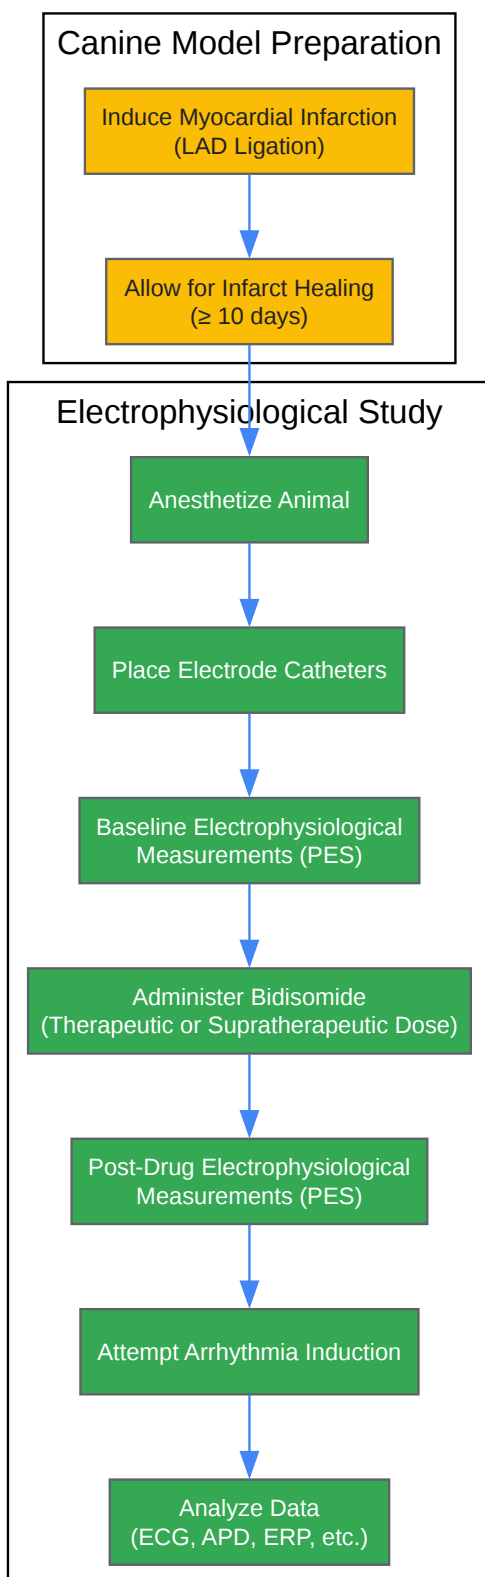 Canine Model Preparation
Induce Myocardial Infarction
(LAD Ligation)
Allow for Infarct Healing
(≥ 10 days)
Electrophysiological Study
Anesthetize Animal
Place Electrode Catheters
Baseline Electrophysiological
Measurements (PES)
Administer Bidisomide
(Therapeutic or Supratherapeutic Dose)
Post-Drug Electrophysiological
Measurements (PES)
Attempt Arrhythmia Induction
Analyze Data
(ECG, APD, ERP, etc.)